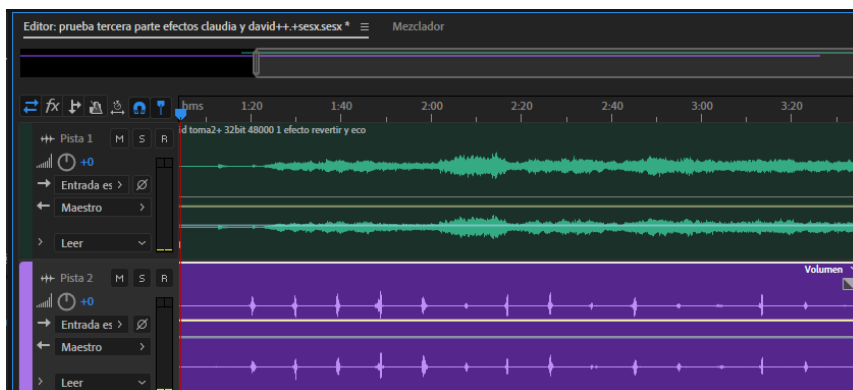 Editor: prueba tercera parte efectos claudia y david++.+sesx.sesx * Mezclador
fx hms 1:20 1:40 2:00 2:20 2:40 3:00 3:20
id toma2+ 32bit 48000 1 efecto revertir y eco
Pista 1 M S R
+0
Entrada es
Maestro
Leer
Pista 2 M S R
Volumen
+0
Entrada es
Maestro
Leer